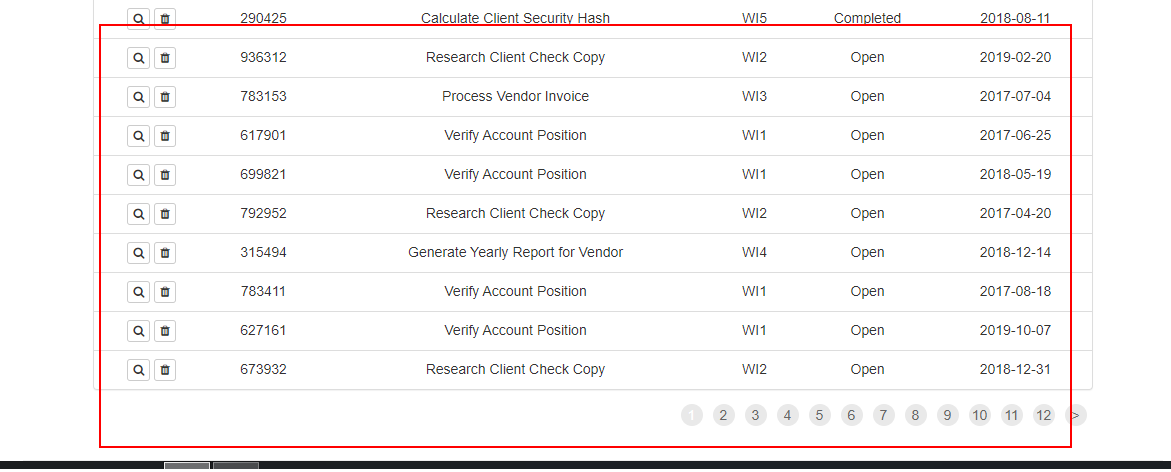 290425 Calculate Client Security Hash WI5 Completed 2018-08-11
936312 Research Client Check Copy WI2 Open 2019-02-20
783153 Process Vendor Invoice WI3 Open 2017-07-04
617901 Verify Account Position WI1 Open 2017-06-25
699821 Verify Account Position WI1 Open 2018-05-19
792952 Research Client Check Copy WI2 Open 2017-04-20
315494 Generate Yearly Report for Vendor WI4 Open 2018-12-14
783411 Verify Account Position WI1 Open 2017-08-18
627161 Verify Account Position WI1 Open 2019-10-07
673932 Research Client Check Copy WI2 Open 2018-12-31
1 2 3 4 5 6 7 8 9 10 11 12 >